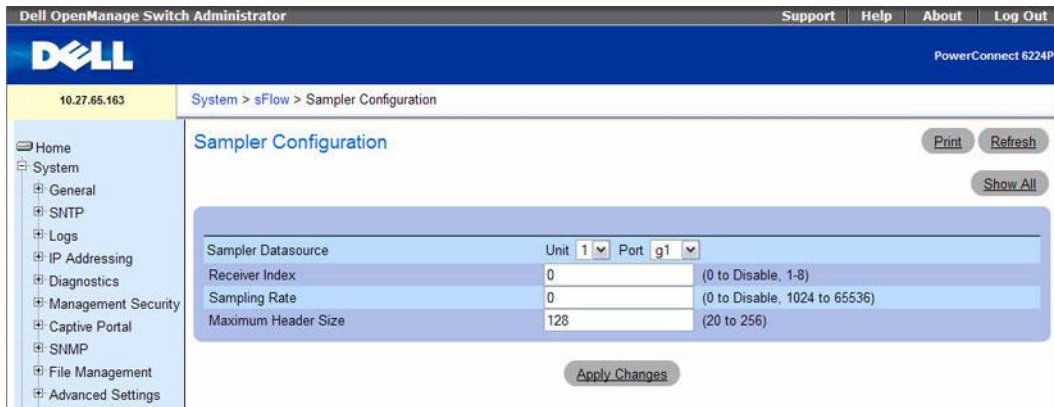 Dell OpenManage Switch Administrator
Support Help About Log Out
DELL
PowerConnect 6224P
10.27.65.163
System > sFlow > Sampler Configuration
Home
System
General
SNTP
Logs
IP Addressing
Diagnostics
Management Security
Captive Portal
SNMP
File Management
Advanced Settings
Sampler Configuration
Print Refresh
Show All
Sampler Datasource Unit 1 Port g1
Receiver Index 0 (0 to Disable, 1-8)
Sampling Rate 0 (0 to Disable, 1024 to 65536)
Maximum Header Size 128 (20 to 256)
Apply Changes